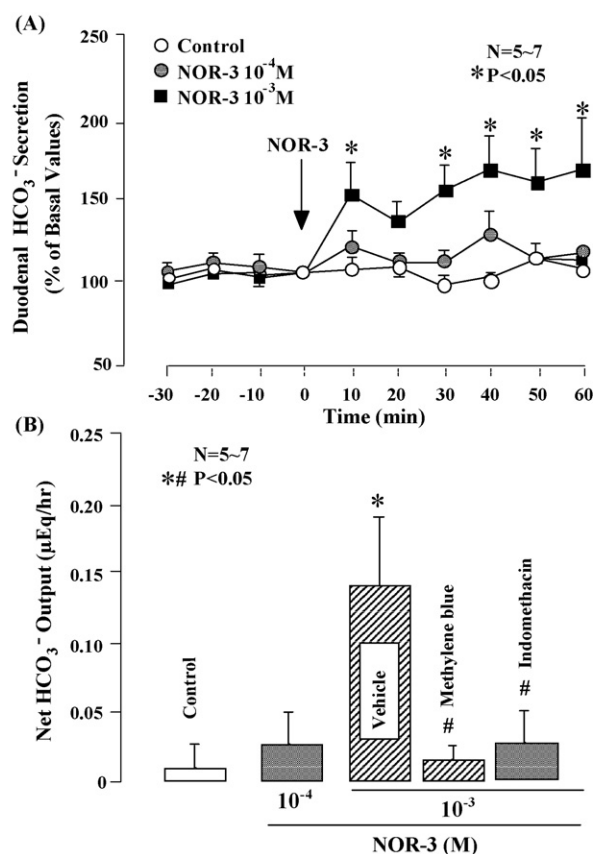 (A)
250
200
150
100
50
Duodenal HCO₃⁻ Secretion
(% of Basal Values)
Control
NOR-3 10⁻⁴M
NOR-3 10⁻³M
N=5~7
*P<0.05
NOR-3
*
*
*
*
*
-30 -20 -10 0 10 20 30 40 50 60
Time (min)
(B)
0.25
0.20
0.15
0.10
0.05
0
Net HCO₃⁻ Output (µEq/hr)
N=5~7
*# P<0.05
Control
*
Vehicle
# Methylene blue
# Indomethacin
10⁻⁴
10⁻³
NOR-3 (M)